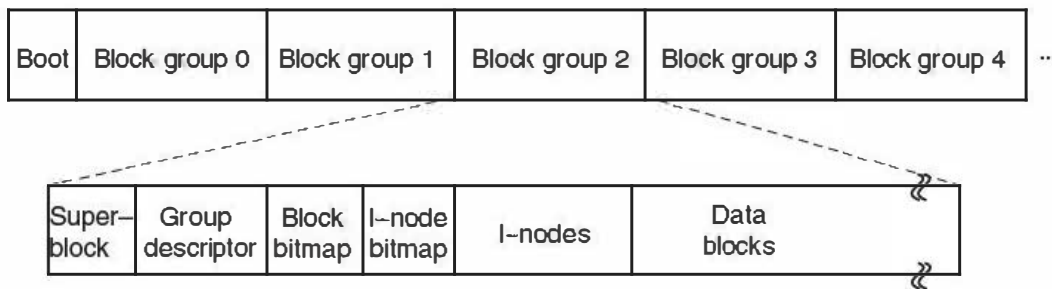 Boot Block group 0 Block group 1 Block group 2 Block group 3 Block group 4 ...
Super– Group Block I–node I–nodes Data
block descriptor bitmap bitmap blocks